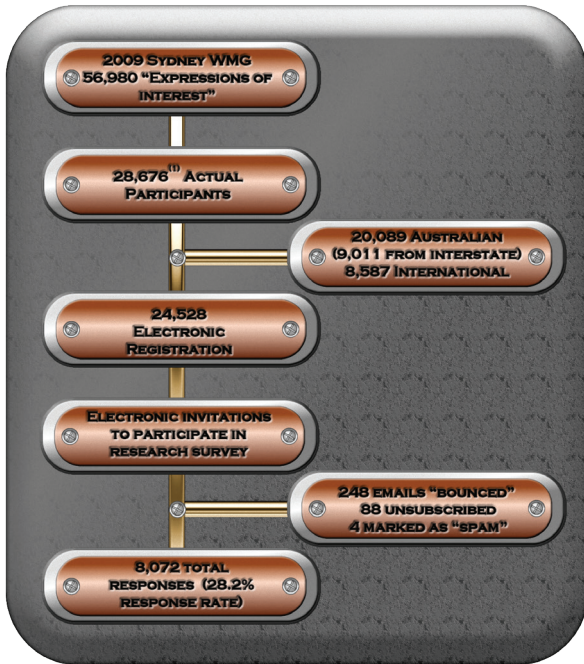 2009 Sydney WMG
56,980 “Expressions of
interest”
28,676(1) Actual
Participants
20,089 Australian
(9,011 from interstate)
8,587 International
24,528
Electronic
Registration
Electronic invitations
to participate in
research survey
248 emails “bounced”
88 unsubscribed
4 marked as “spam”
8,072 total
responses (28.2%
response rate)